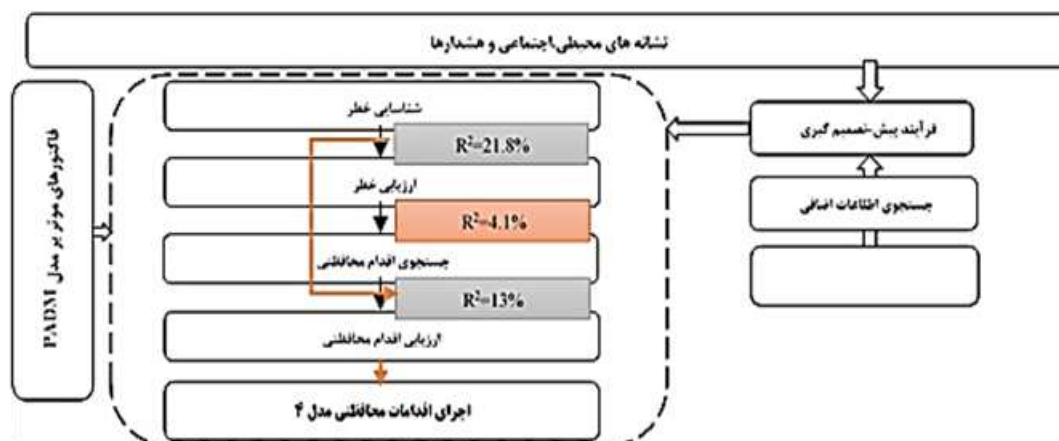 نشانه های محیطی,اجتماعی و هشدارها
فاکتورهای موثر بر مدل PADM
شناسایی خطر
R²=21.8%
ارزیابی خطر
R²=4.1%
جستجوی اقدام محافظتی
R²=13%
ارزیابی اقدام محافظتی
اجرای اقدامات محافظتی مدل ۴
فرآیند پیش-تصمیم گیری
جستجوی اطلاعات اضافی